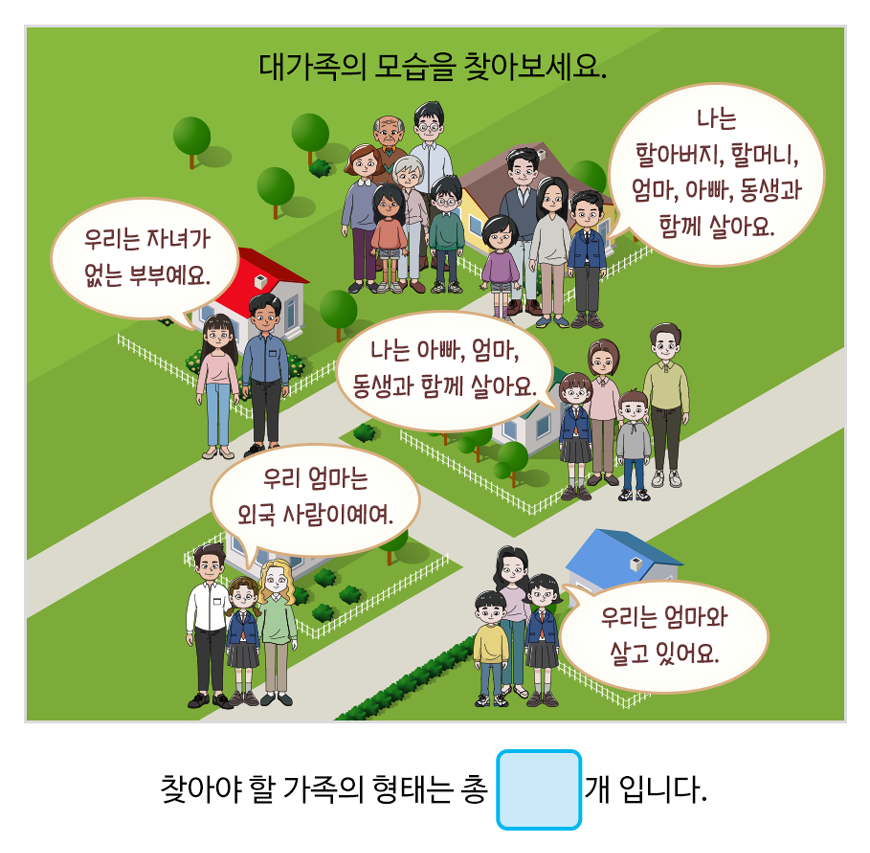 대가족의 모습을 찾아보세요.
나는
할아버지, 할머니,
엄마, 아빠, 동생과
함께 살아요.
우리는 자녀가
없는 부부예요.
나는 아빠, 엄마,
동생과 함께 살아요.
우리 엄마는
외국 사람이예여.
우리는 엄마와
살고 있어요.
찾아야 할 가족의 형태는 총 개 입니다.